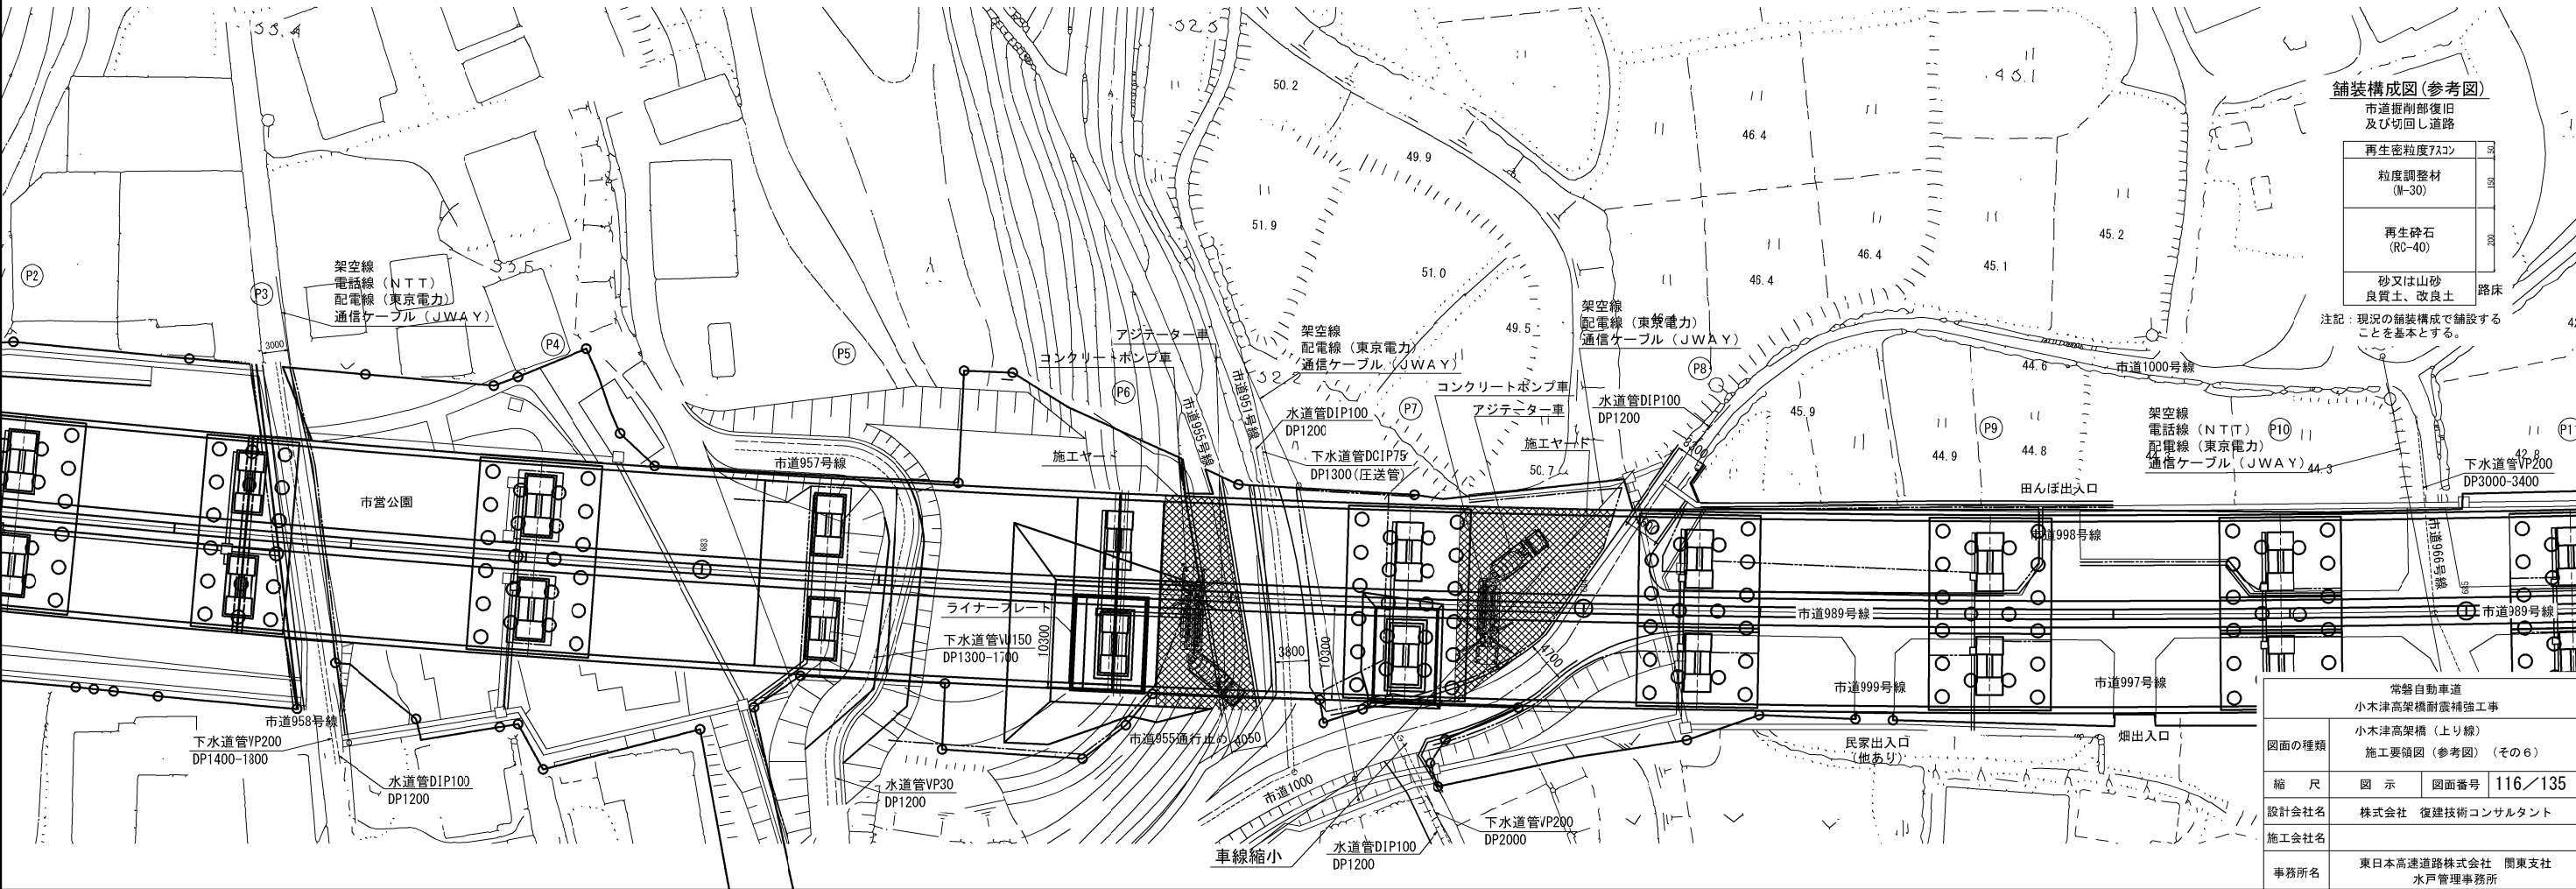 33.4
32.5
50.2
49.9
51.9
51.0
49.5
46.4
45.1
46.4
46.4
45.1
45.2
舗装構成図(参考図)
市道掘削部復旧
及び切回し道路
再生密粒度アスコン
50
粒度調整材
(M-30)
150
再生砕石
(RC-40)
200
砂又は山砂
良質土、改良土
路床
注記:現況の舗装構成で舗設する
ことを基本とする。
P2
P3
P4
P5
P6
P7
P8
P9
P10
3000
33.5
架空線
電話線(NTT)
配電線(東京電力)
通信ケーブル(JWAY)
アジテーター車
コンクリートポンプ車
施工ヤード
市道955号線
市道951号線
32.2
架空線
配電線(東京電力)
通信ケーブル(JWAY)
水道管DIP100
DP1200
下水道管DCIP75
DP1300(圧送管)
コンクリートポンプ車
アジテーター車
施工ヤード
50.7
架空線
配電線(東京電力)
通信ケーブル(JWAY)
水道管DIP100
DP1200
45.9
44.9
44.8
44.6
市道1000号線
架空線
電話線(NTT)
配電線(東京電力)
通信ケーブル(JWAY)
44.3
42.8
下水道管VP200
DP3000-3400
田んぼ出入口
市道998号線
市道966号線
市営公園
市道957号線
683
ライナープレート
10300
下水道管VU150
DP1300-1700
3800
10300
4700
市道989号線
市道989号線
市道999号線
市道997号線
市道958号線
下水道管VP200
DP1400-1800
水道管DIP100
DP1200
水道管VP30
DP1200
市道955通行止め
4050
市道1000
車線縮小
水道管DIP100
DP1200
下水道管VP200
DP2000
民家出入口
(他あり)
畑出入口
常磐自動車道
小木津高架橋耐震補強工事
図面の種類
小木津高架橋(上り線)
施工要領図(参考図)(その6)
縮 尺
図 示
図面番号
116/135
設計会社名
株式会社 復建技術コンサルタント
施工会社名
事務所名
東日本高速道路株式会社 関東支社
水戸管理事務所